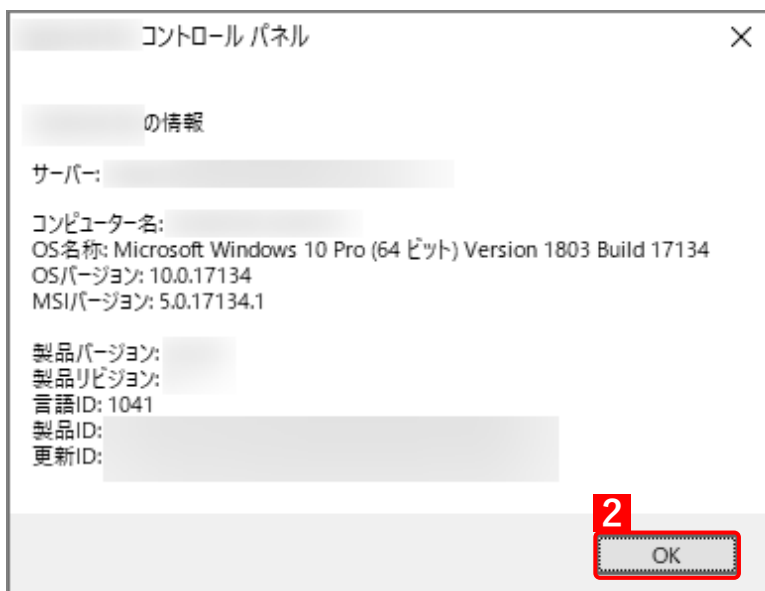 コントロール パネル
の情報
サーバー:
コンピューター名:
OS名称: Microsoft Windows 10 Pro (64 ビット) Version 1803 Build 17134
OSバージョン: 10.0.17134
MSIバージョン: 5.0.17134.1
製品バージョン:
製品リビジョン:
言語ID: 1041
製品ID:
更新ID:
2
OK